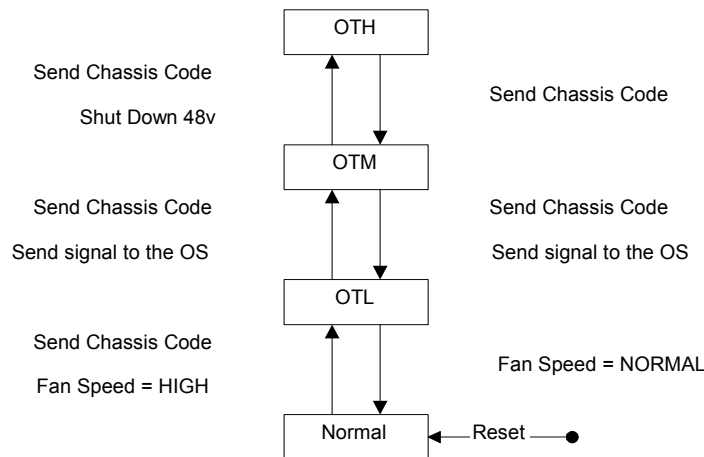 OTH
Send Chassis Code
Shut Down 48v
Send Chassis Code
OTM
Send Chassis Code
Send signal to the OS
Send Chassis Code
Send signal to the OS
OTL
Send Chassis Code
Fan Speed = HIGH
Fan Speed = NORMAL
Normal
Reset